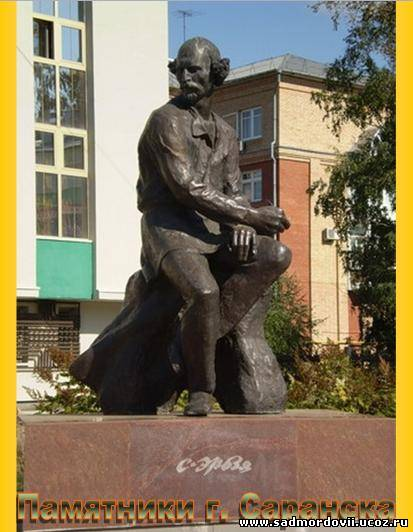 С. Эрьзя
Памятники г. Саранска
www.sadmordovii.ucoz.ru